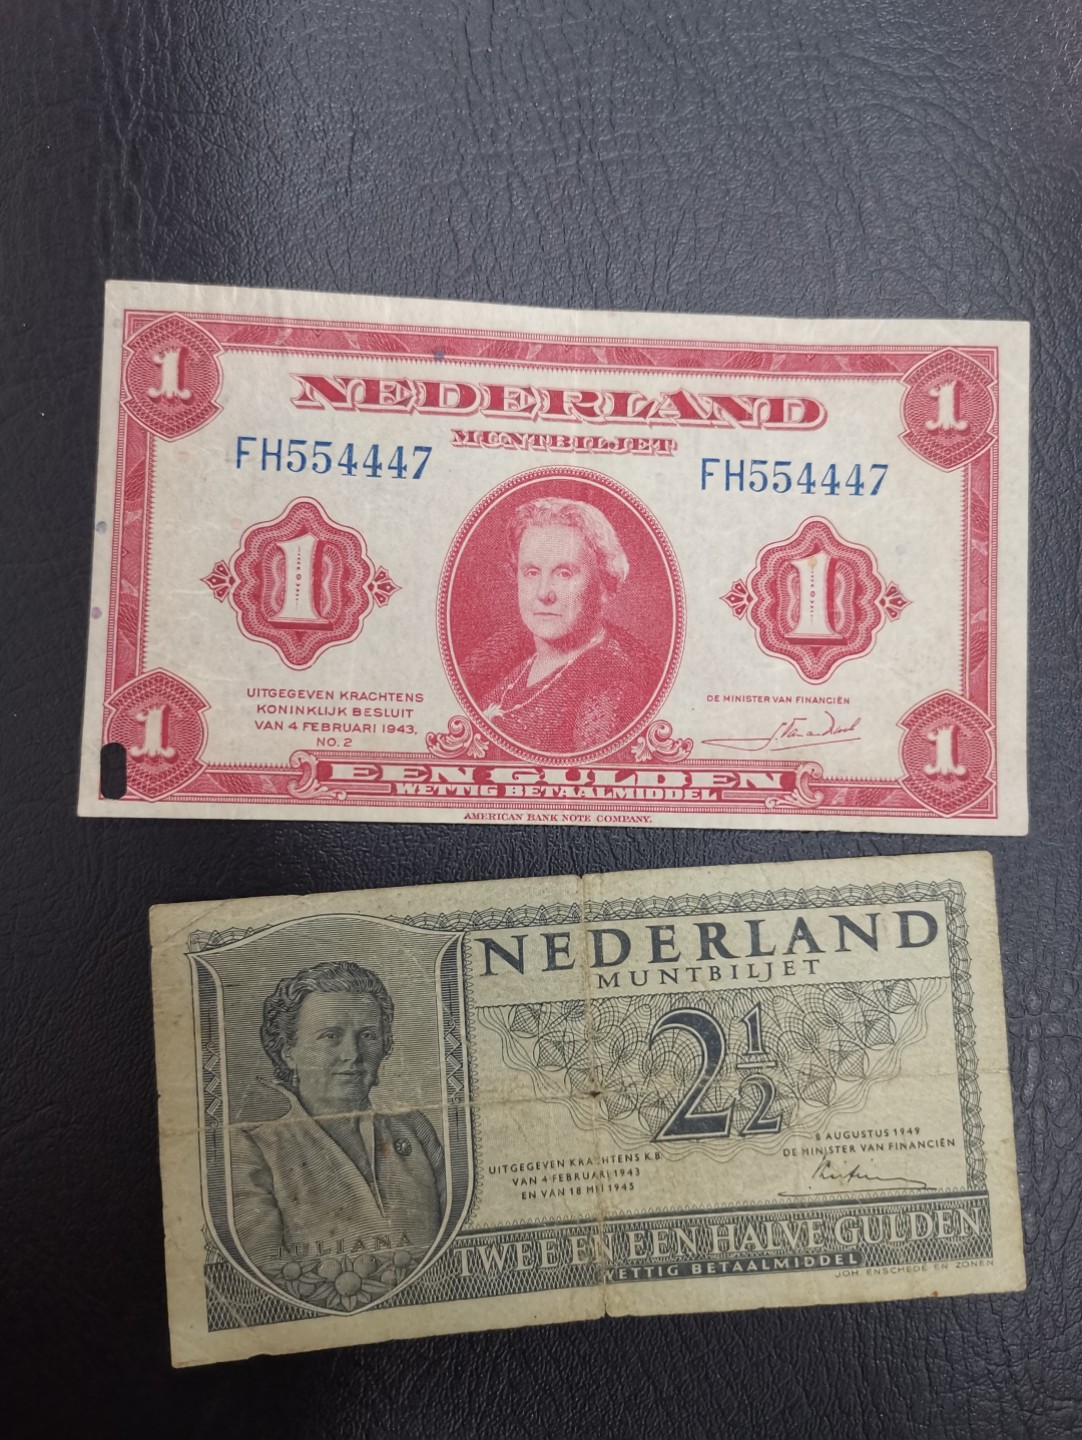 1 1
NEDERLAND
MUNTBILJET
FH554447 FH554447
1 1
UITGEGEVEN KRACHTENS
KONINKLIJK BESLUIT
VAN 4 FEBRUARI 1943,
NO. 2
DE MINISTER VAN FINANCIËN
1 1
EEN GULDEN
WETTIG BETAALMIDDEL
AMERICAN BANK NOTE COMPANY.
NEDERLAND
MUNTBILJET
2½
UITGEGEVEN KRACHTENS K.B
VAN 4 FEBRUARI 1943
EN VAN 18 MEI 1945
8 AUGUSTUS 1949
DE MINISTER VAN FINANCIËN
JULIANA
TWEE EN EEN HALVE GULDEN
WETTIG BETAALMIDDEL
JOH. ENSCHEDÉ EN ZONEN